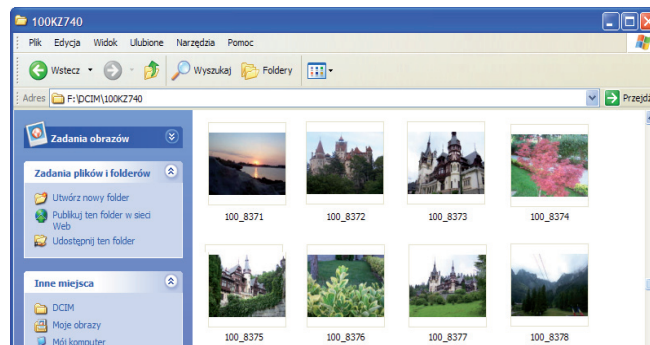 100KZ740
Plik Edycja Widok Ulubione Narzędzia Pomoc
Wstecz Wyszukaj Foldery
Adres F:\DCIM\100KZ740 Przejdź
Zadania obrazów
Zadania plików i folderów
Utwórz nowy folder
Publikuj ten folder w sieci
Web
Udostępnij ten folder
Inne miejsca
DCIM
Moje obrazy
Mój komputer
100_8371 100_8372 100_8373 100_8374
100_8375 100_8376 100_8377 100_8378